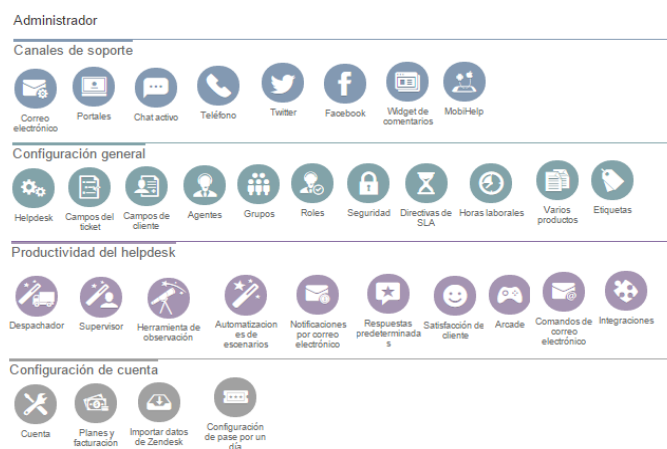 Administrador
Canales de soporte
Correo
electrónico
Portales
Chat activo
Teléfono
Twitter
Facebook
Widget de
comentarios
MobiHelp
Configuración general
Helpdesk
Campos del
ticket
Campos de
cliente
Agentes
Grupos
Roles
Seguridad
Directivas de
SLA
Horas laborales
Varios
productos
Etiquetas
Productividad del helpdesk
Despachador
Supervisor
Herramienta de
observación
Automatizacion
es de
escenarios
Notificaciones
por correo
electrónico
Respuestas
predeterminada
s
Satisfacción de
cliente
Arcade
Comandos de
correo
electrónico
Integraciones
Configuración de cuenta
Cuenta
Planes y
facturación
Importar datos
de Zendesk
Configuración
de pase por un
día